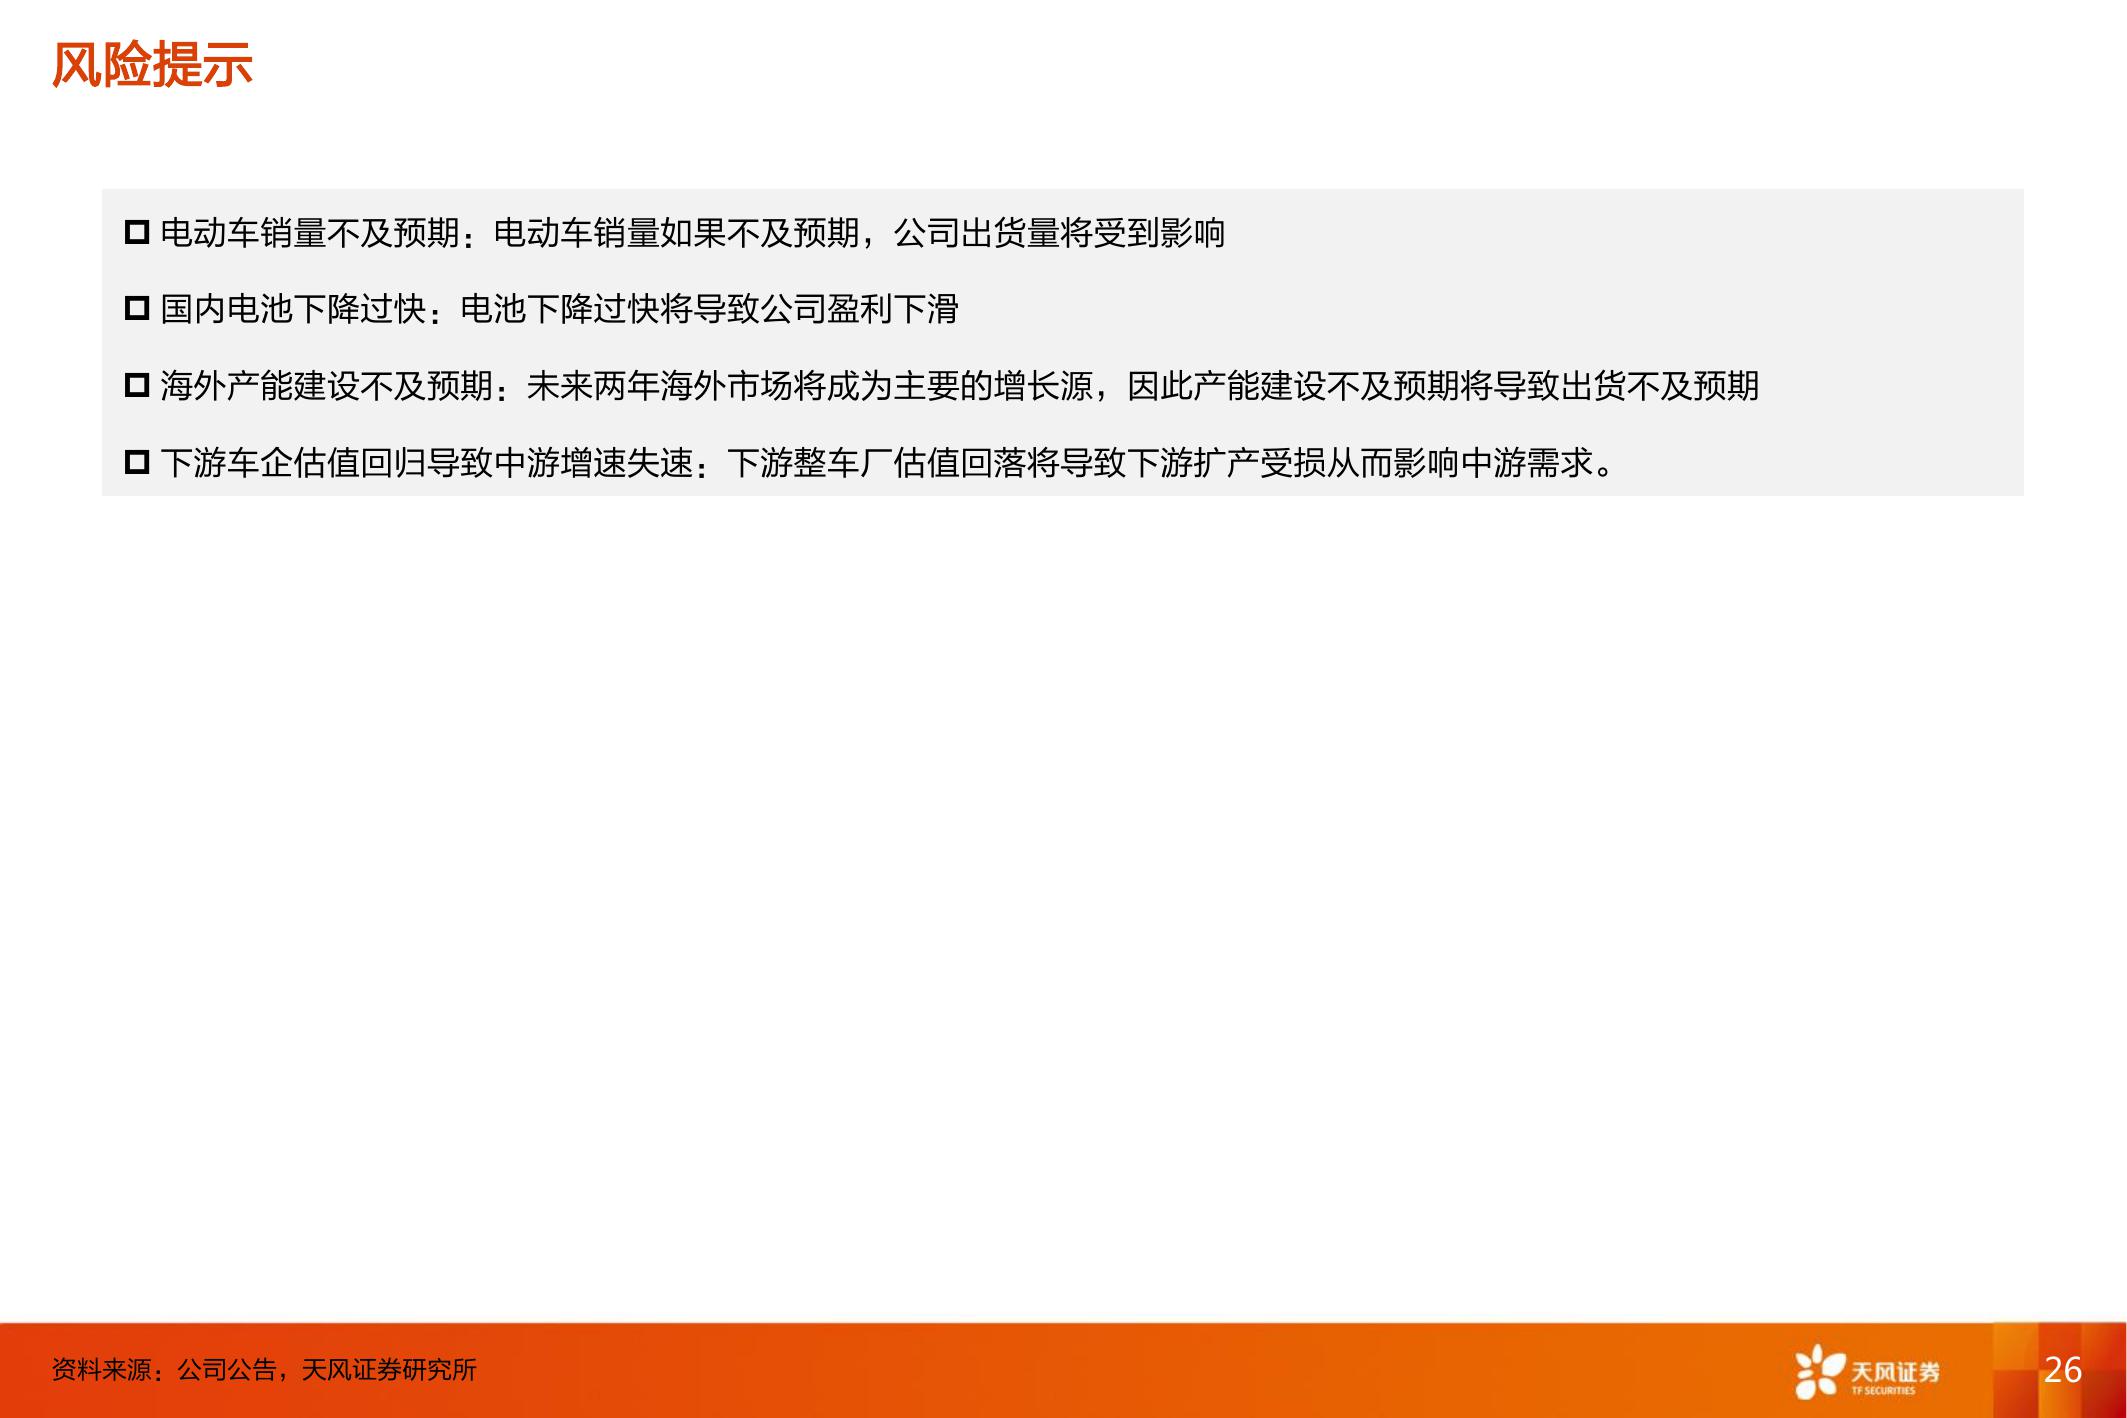 风险提示
电动车销量不及预期：电动车销量如果不及预期，公司出货量将受到影响
国内电池下降过快：电池下降过快将导致公司盈利下滑
海外产能建设不及预期：未来两年海外市场将成为主要的增长源，因此产能建设不及预期将导致出货不及预期
下游车企估值回归导致中游增速失速：下游整车厂估值回落将导致下游扩产受损从而影响中游需求。
资料来源：公司公告，天风证券研究所
天风证券
TF SECURITIES
26